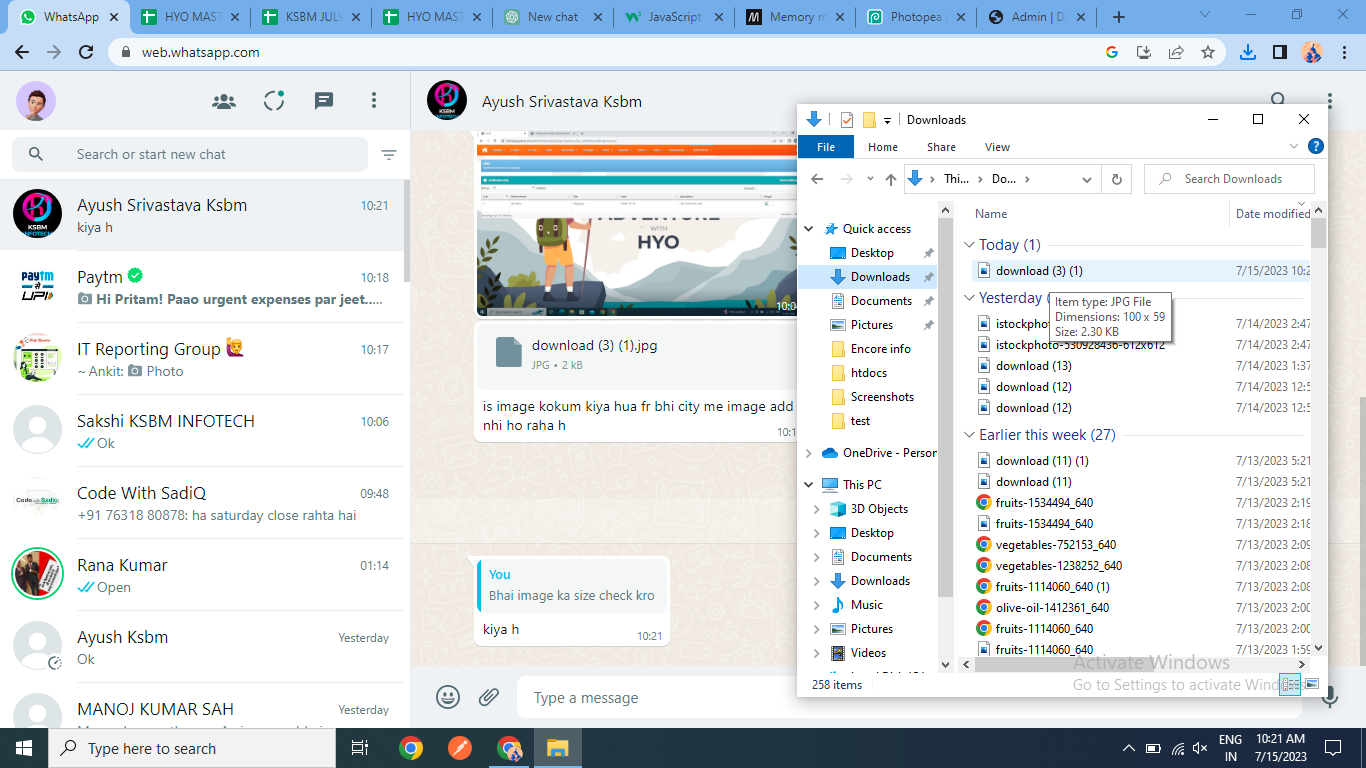 WhatsApp
HYO MAST
KSBM JULY
HYO MAST
New chat
JavaScript
Memory m
Photopea
Admin | Da
web.whatsapp.com
Search or start new chat
Ayush Srivastava Ksbm
10:21
kiya h
Paytm
10:18
Hi Pritam! Paao urgent expenses par jeet.....
IT Reporting Group
10:17
~ Ankit: Photo
Sakshi KSBM INFOTECH
10:06
Ok
Code With SadiQ
09:48
+91 76318 80878: ha saturday close rahta hai
Rana Kumar
01:14
Open
Ayush Ksbm
Yesterday
Ok
MANOJ KUMAR SAH
Yesterday
Ayush Srivastava Ksbm
ADVENTURE
WITH
HYO
10:04
download (3) (1).jpg
JPG • 2 kB
is image kokum kiya hua fr bhi city me image add
nhi ho raha h
10:1
You
Bhai image ka size check kro
kiya h
10:21
Type a message
Downloads
File
Home
Share
View
Thi...
Do...
Search Downloads
Quick access
Desktop
Downloads
Documents
Pictures
Encore info
htdocs
Screenshots
test
OneDrive - Person
This PC
3D Objects
Desktop
Documents
Downloads
Music
Pictures
Videos
Name
Date modified
Today (1)
download (3) (1)
7/15/2023 10:2
Yesterday (
Item type: JPG File
Dimensions: 100 x 59
Size: 2.30 KB
istockphot
7/14/2023 2:47
istockphoto-530928436-612x612
7/14/2023 2:47
download (13)
7/14/2023 1:37
download (12)
7/14/2023 12:5
download (12)
7/14/2023 12:5
Earlier this week (27)
download (11) (1)
7/13/2023 5:21
download (11)
7/13/2023 5:21
fruits-1534494_640
7/13/2023 2:19
fruits-1534494_640
7/13/2023 2:18
vegetables-752153_640
7/13/2023 2:09
vegetables-1238252_640
7/13/2023 2:08
fruits-1114060_640 (1)
7/13/2023 2:08
olive-oil-1412361_640
7/13/2023 2:00
fruits-1114060_640
7/13/2023 2:00
fruits-1114060_640
7/13/2023 1:59
258 items
Activate Windows
Go to Settings to activate Windows.
Type here to search
ENG
IN
10:21 AM
7/15/2023